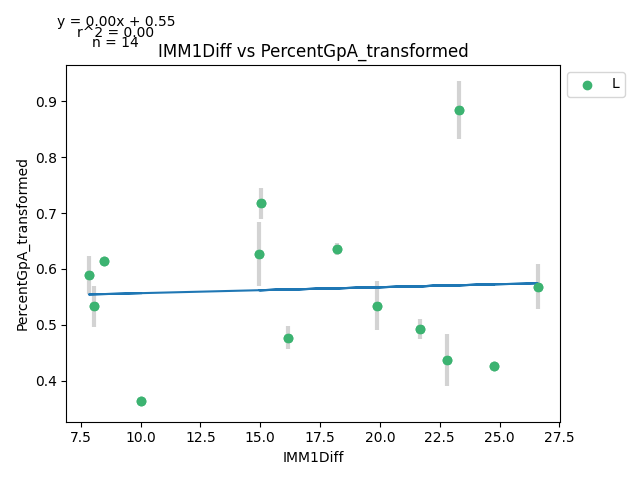 y = 0.00x + 0.55
r^2 = 0.00
n = 14
IMM1Diff vs PercentGpA_transformed
L
PercentGpA_transformed
0.9
0.8
0.7
0.6
0.5
0.4
7.5 10.0 12.5 15.0 17.5 20.0 22.5 25.0 27.5
IMM1Diff